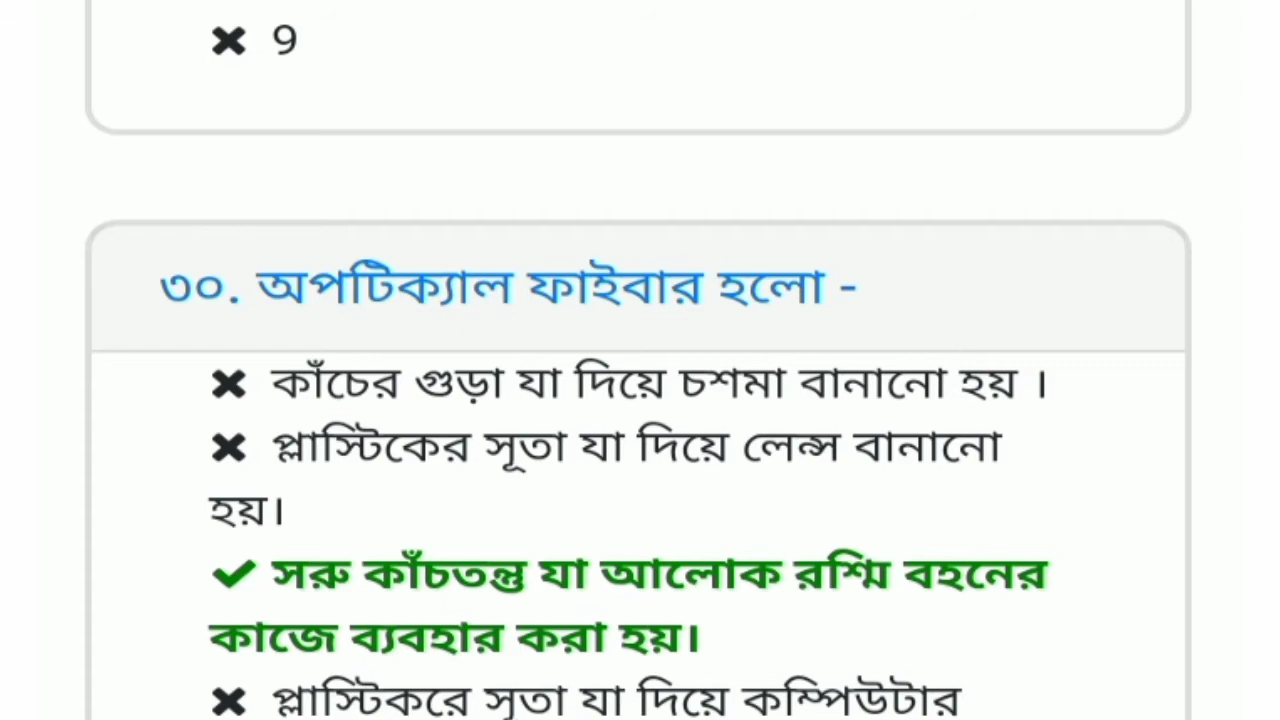 ✖ 9
৩০. অপটিক্যাল ফাইবার হলো -
✖ কাঁচের গুড়া যা দিয়ে চশমা বানানো হয় ।
✖ প্লাস্টিকের সূতা যা দিয়ে লেন্স বানানো
হয়।
✔ সরু কাঁচতন্তু যা আলোক রশ্মি বহনের
কাজে ব্যবহার করা হয়।
✖ প্লাস্টিকরে সূতা যা দিয়ে কম্পিউটার